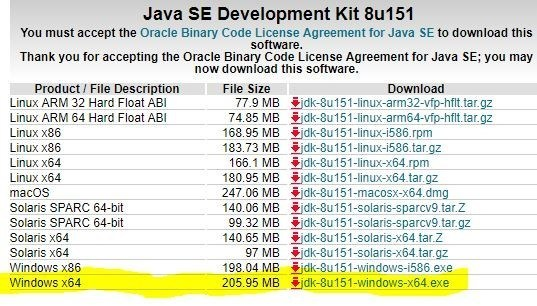 Java SE Development Kit 8u151
You must accept the Oracle Binary Code License Agreement for Java SE to download this
software.
Thank you for accepting the Oracle Binary Code License Agreement for Java SE; you may
now download this software.
Product / File Description File Size Download
Linux ARM 32 Hard Float ABI 77.9 MB jdk-8u151-linux-arm32-vfp-hflt.tar.gz
Linux ARM 64 Hard Float ABI 74.85 MB jdk-8u151-linux-arm64-vfp-hflt.tar.gz
Linux x86 168.95 MB jdk-8u151-linux-i586.rpm
Linux x86 183.73 MB jdk-8u151-linux-i586.tar.gz
Linux x64 166.1 MB jdk-8u151-linux-x64.rpm
Linux x64 180.95 MB jdk-8u151-linux-x64.tar.gz
macOS 247.06 MB jdk-8u151-macosx-x64.dmg
Solaris SPARC 64-bit 140.06 MB jdk-8u151-solaris-sparcv9.tar.Z
Solaris SPARC 64-bit 99.32 MB jdk-8u151-solaris-sparcv9.tar.gz
Solaris x64 140.65 MB jdk-8u151-solaris-x64.tar.Z
Solaris x64 97 MB jdk-8u151-solaris-x64.tar.gz
Windows x86 198.04 MB jdk-8u151-windows-i586.exe
Windows x64 205.95 MB jdk-8u151-windows-x64.exe